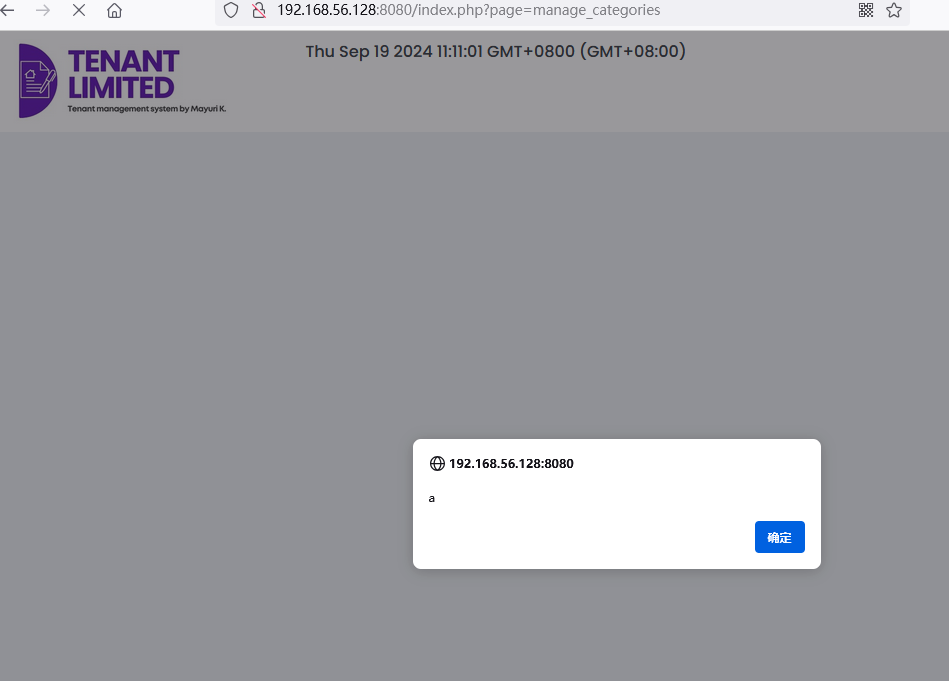 192.168.56.128:8080/index.php?page=manage_categories
TENANT
LIMITED
Tenant management system by Mayuri K.
Thu Sep 19 2024 11:11:01 GMT+0800 (GMT+08:00)
192.168.56.128:8080
a
确定